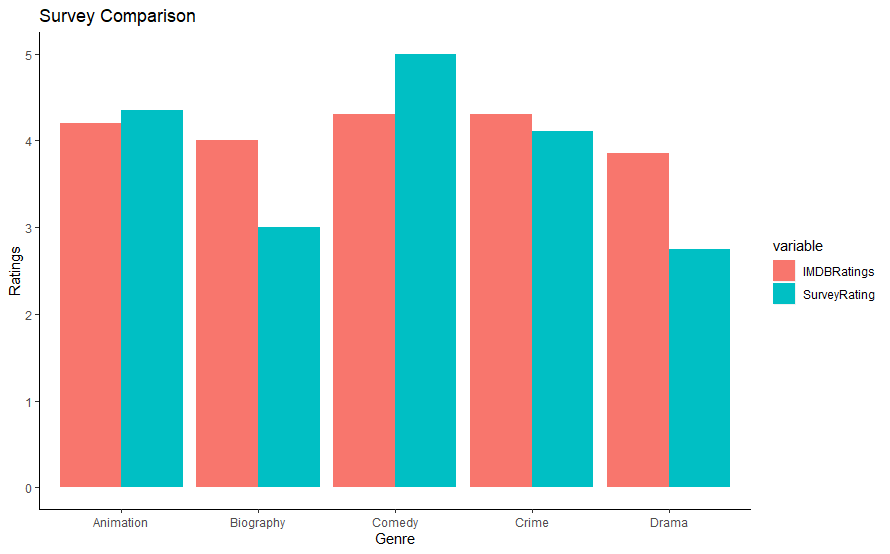 Survey Comparison
5
4
3
2
1
0
Ratings
Animation
Biography
Comedy
Crime
Drama
Genre
variable
IMDBRatings
SurveyRating